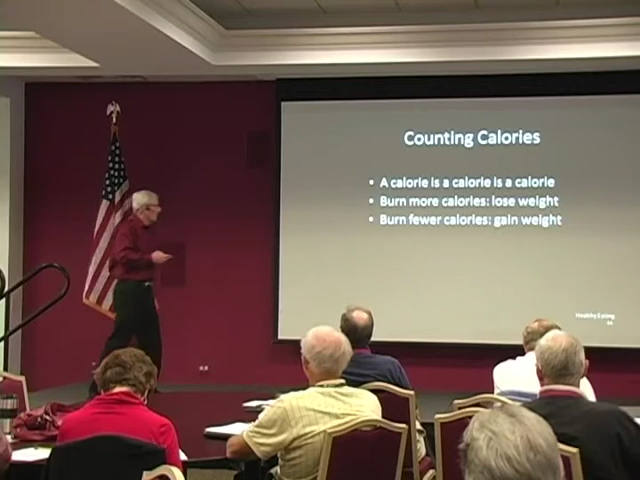 Counting Calories
• A calorie is a calorie is a calorie
• Burn more calories: lose weight
• Burn fewer calories: gain weight
Healthy Eating